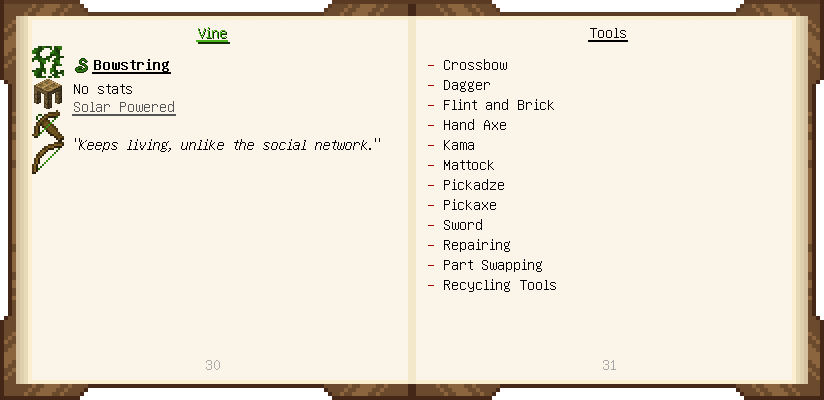 Vine
Bowstring
No stats
Solar Powered
"Keeps living, unlike the social network."
30
Tools
- Crossbow
- Dagger
- Flint and Brick
- Hand Axe
- Kama
- Mattock
- Pickadze
- Pickaxe
- Sword
- Repairing
- Part Swapping
- Recycling Tools
31